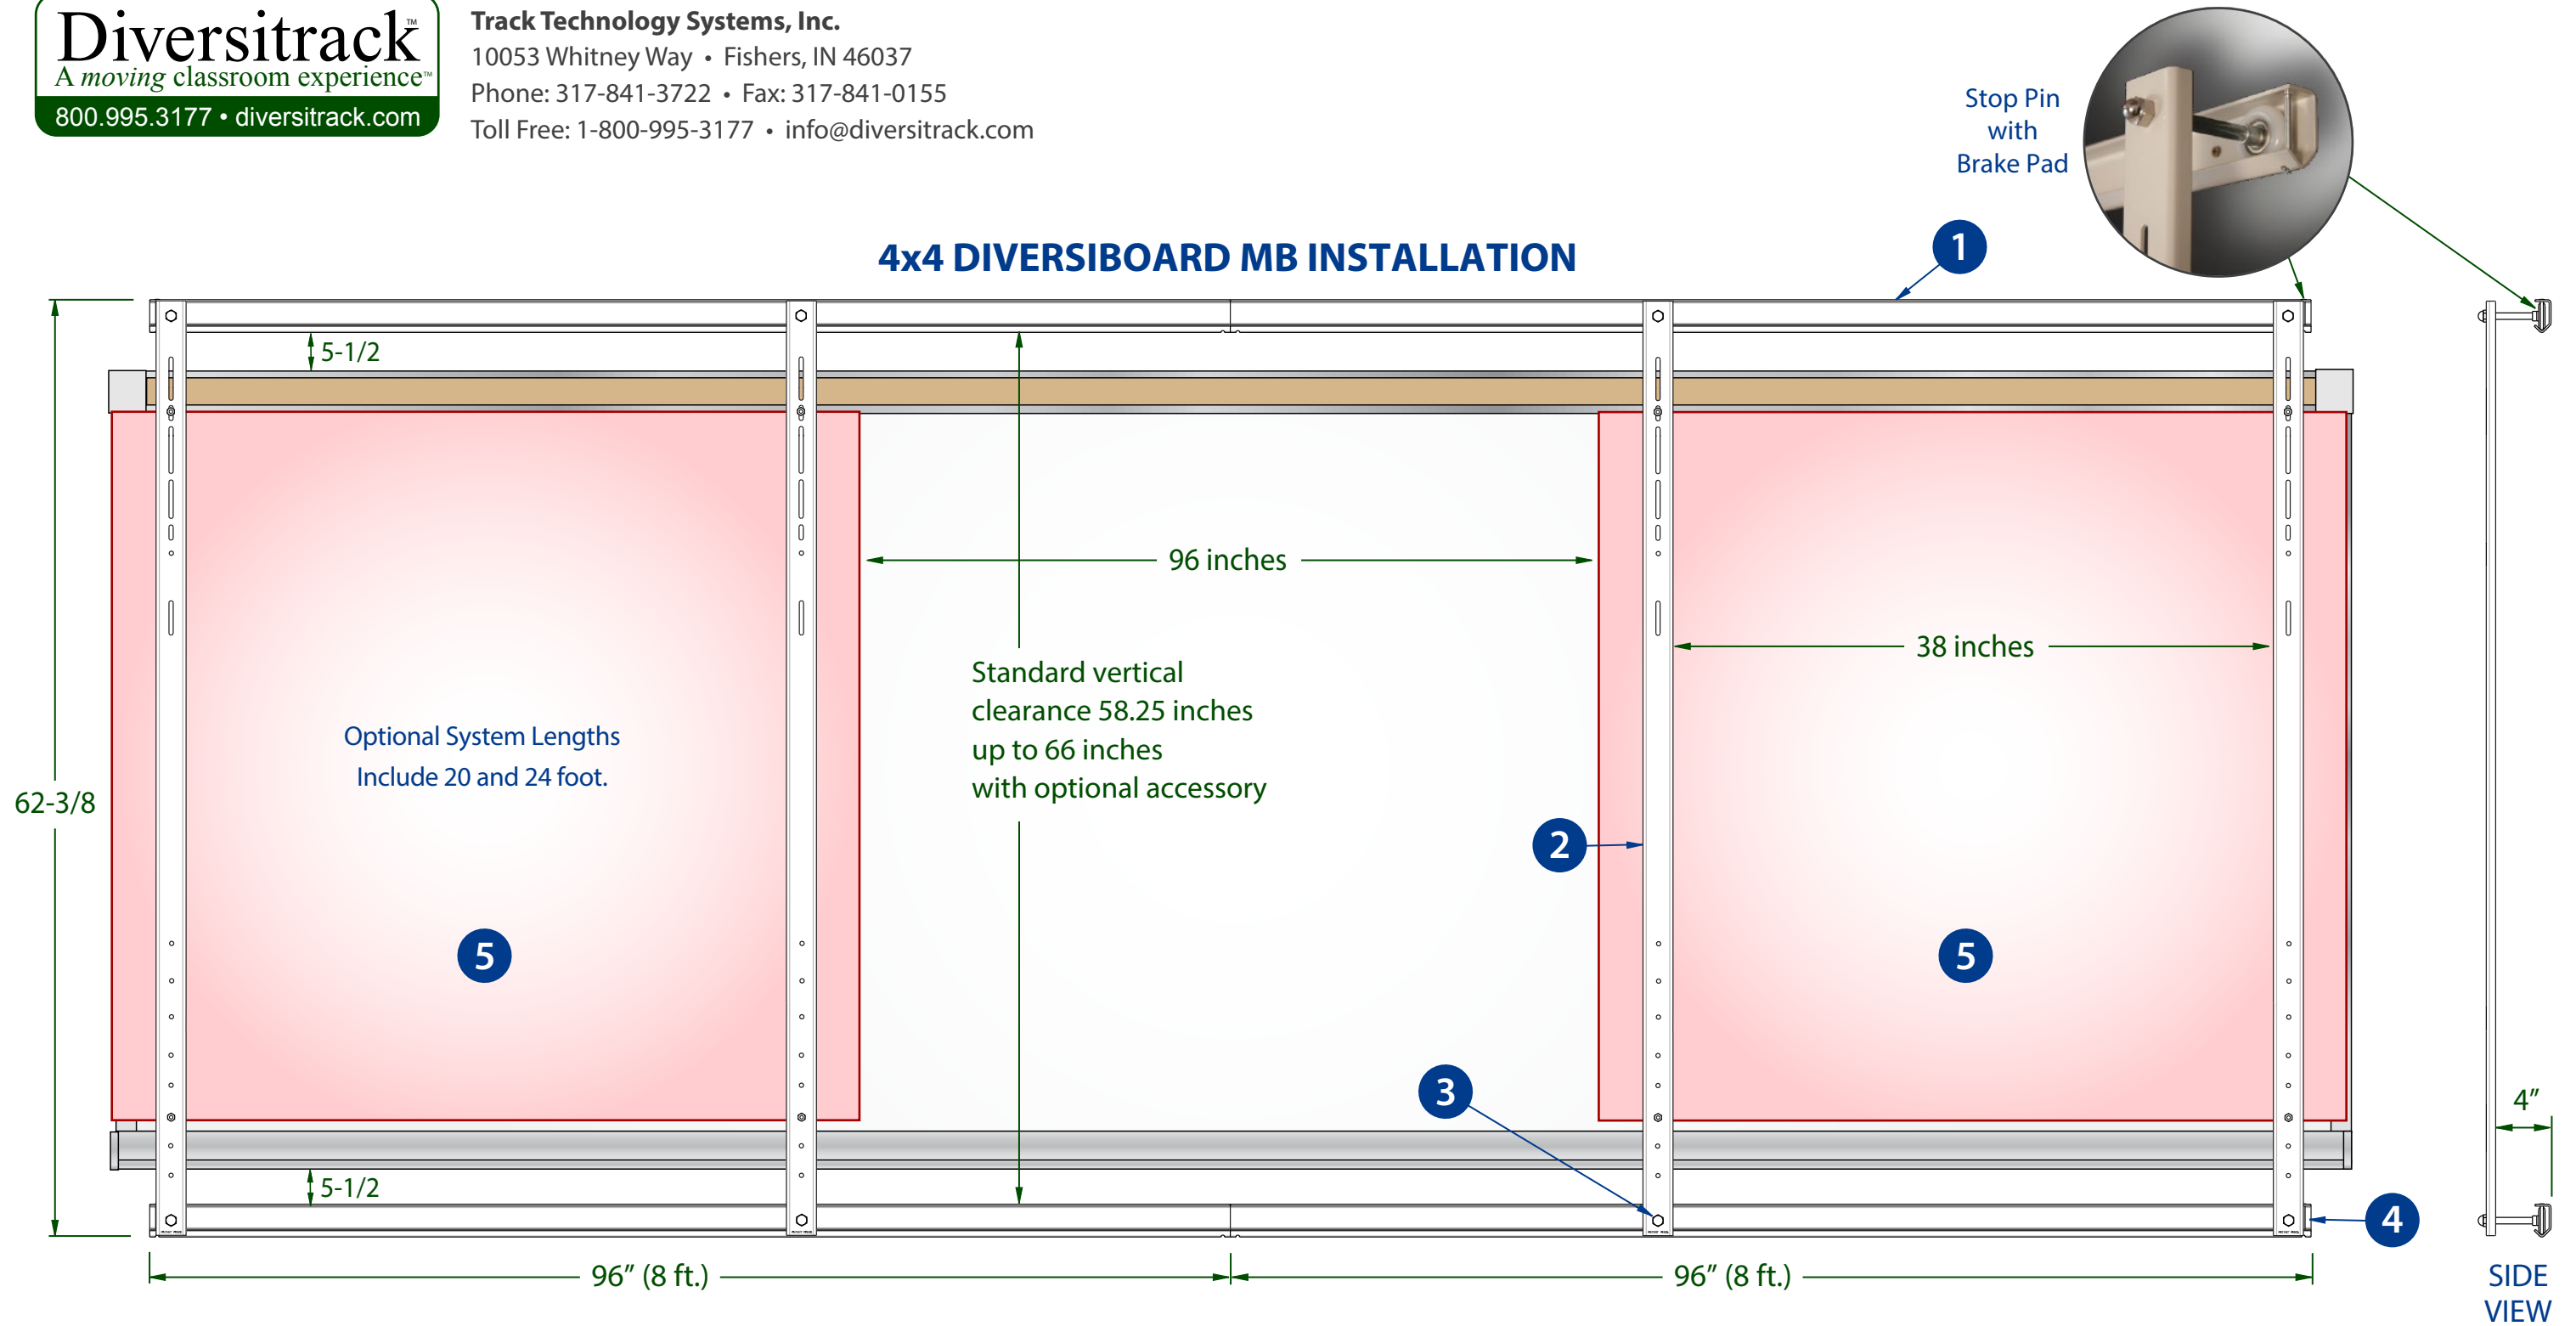 Diversitrack™
A moving classroom experience™
800.995.3177 • diversitrack.com
Track Technology Systems, Inc.
10053 Whitney Way • Fishers, IN 46037
Phone: 317-841-3722 • Fax: 317-841-0155
Toll Free: 1-800-995-3177 • info@diversitrack.com
Stop Pin
with
Brake Pad
4x4 DIVERSIBOARD MB INSTALLATION
1
5-1/2
96 inches
38 inches
Standard vertical
clearance 58.25 inches
up to 66 inches
with optional accessory
Optional System Lengths
Include 20 and 24 foot.
62-3/8
2
5
5
3
4”
5-1/2
4
96” (8 ft.)
96” (8 ft.)
SIDE
VIEW